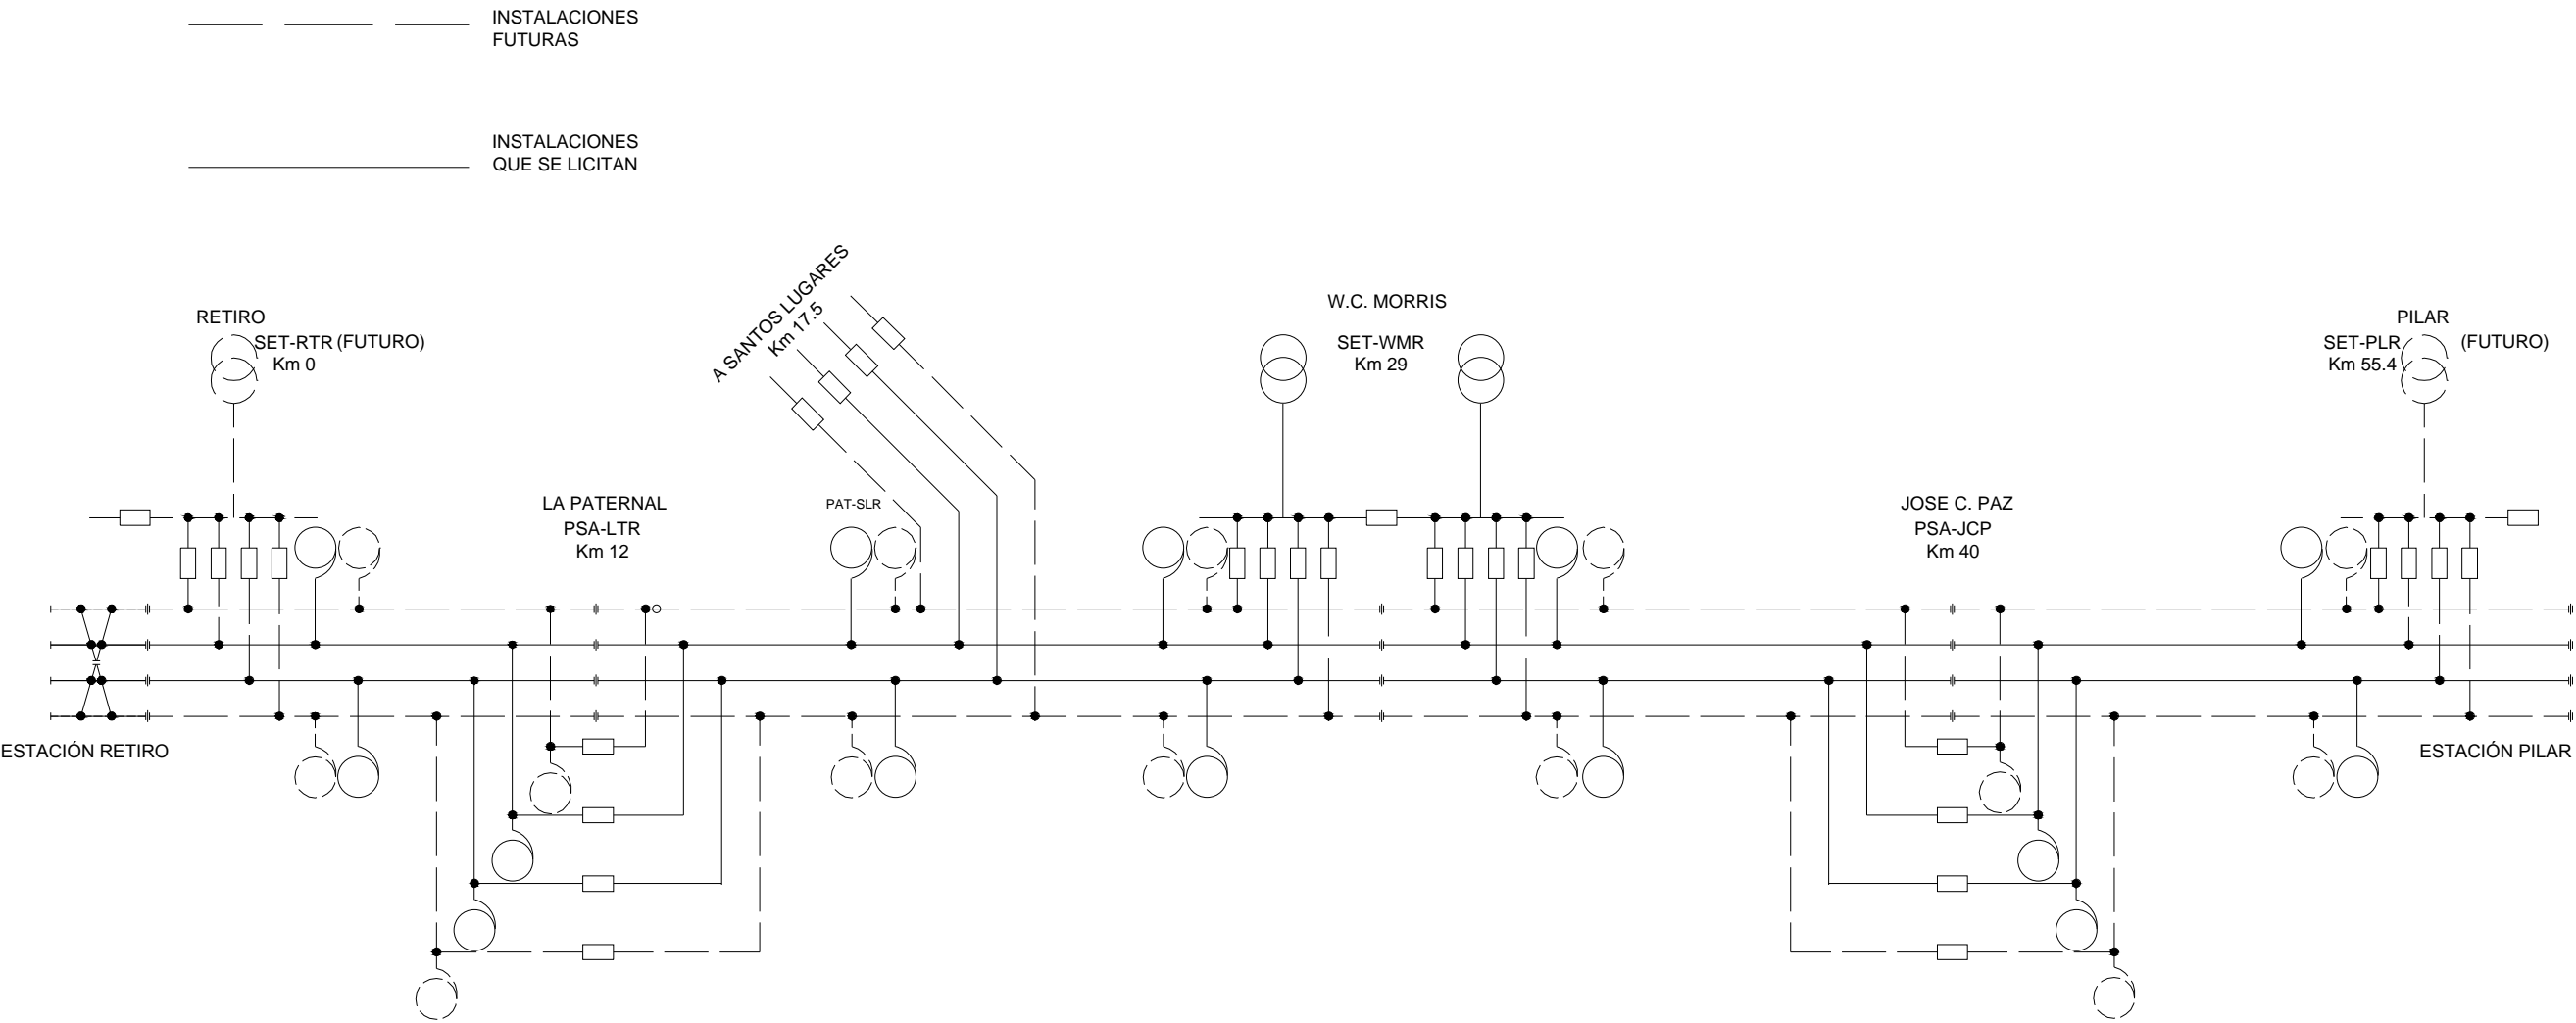 INSTALACIONES
FUTURAS
INSTALACIONES
QUE SE LICITAN
RETIRO
SET-RTR (FUTURO)
Km 0
LA PATERNAL
PSA-LTR
Km 12
A SANTOS LUGARES
Km 17.5
PAT-SLR
W.C. MORRIS
SET-WMR
Km 29
JOSE C. PAZ
PSA-JCP
Km 40
PILAR
SET-PLR (FUTURO)
Km 55.4
ESTACIÓN RETIRO
ESTACIÓN PILAR